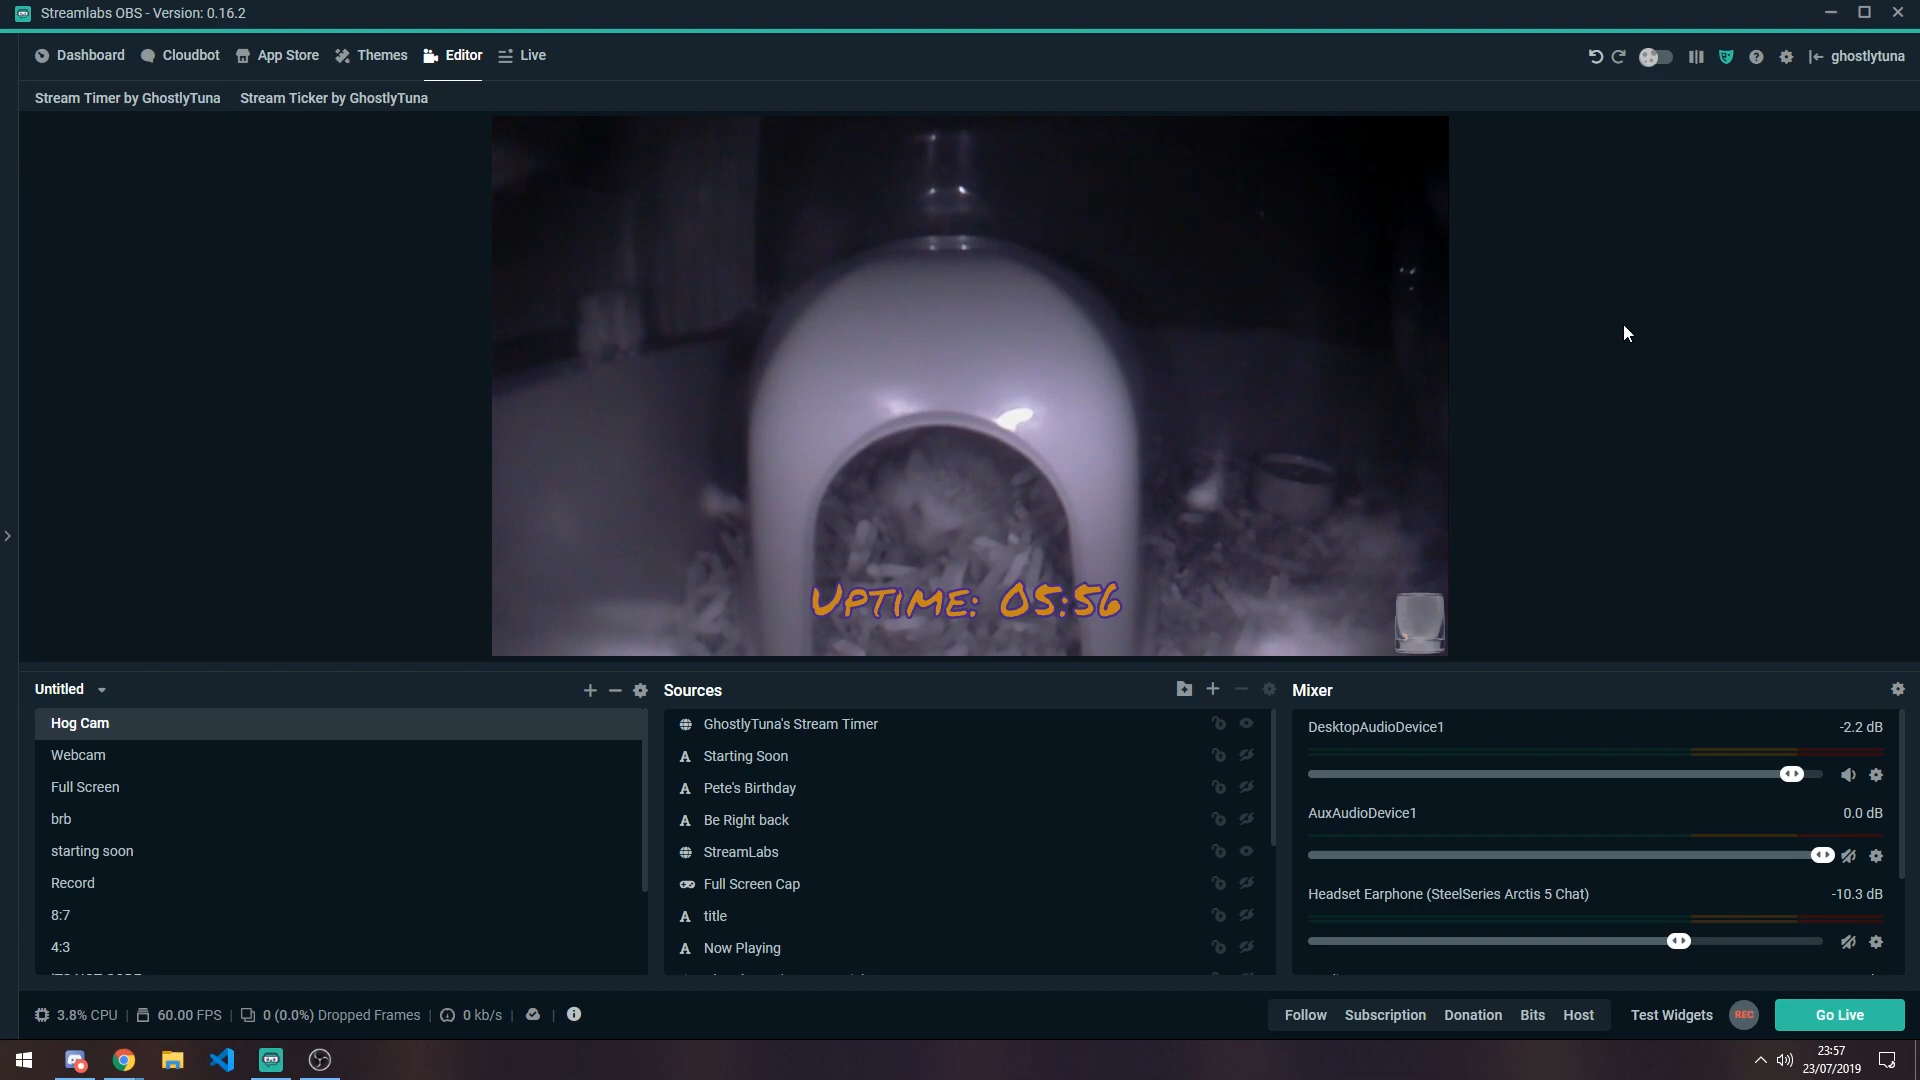 Streamlabs OBS - Version: 0.16.2
Dashboard Cloudbot App Store Themes Editor Live ghostlytuna
Stream Timer by GhostlyTuna Stream Ticker by GhostlyTuna
UPTIME: 05:56
Untitled
Hog Cam
Webcam
Full Screen
brb
starting soon
Record
8:7
4:3
Sources
GhostlyTuna's Stream Timer
Starting Soon
Pete's Birthday
Be Right back
StreamLabs
Full Screen Cap
title
Now Playing
Mixer
DesktopAudioDevice1 -2.2 dB
AuxAudioDevice1 0.0 dB
Headset Earphone (SteelSeries Arctis 5 Chat) -10.3 dB
3.8% CPU | 60.00 FPS | 0 (0.0%) Dropped Frames | 0 kb/s | |
Follow Subscription Donation Bits Host Test Widgets REC Go Live
23:57
23/07/2019